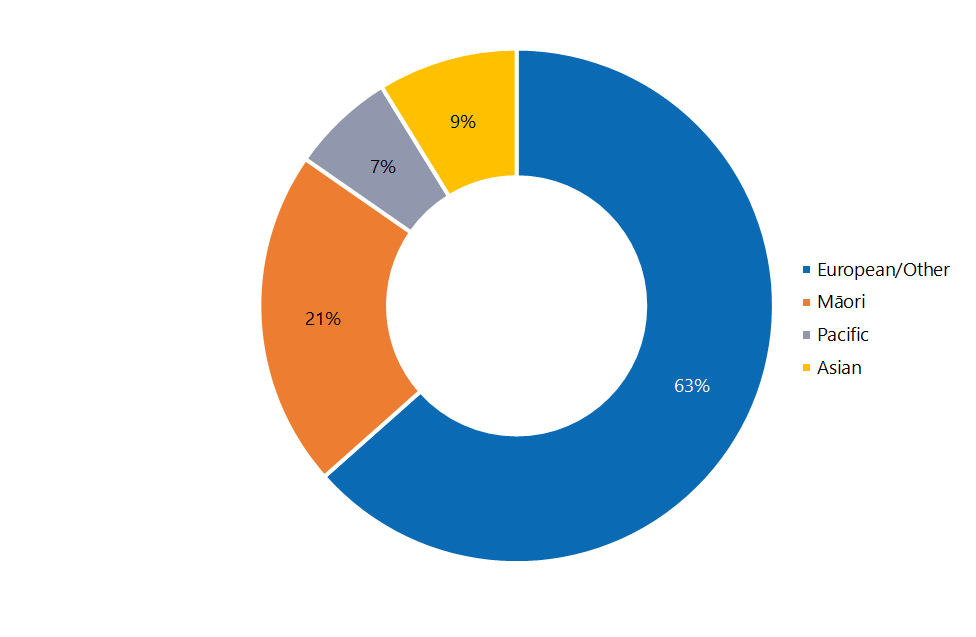 9%
7%
21%
63%
European/Other
Māori
Pacific
Asian